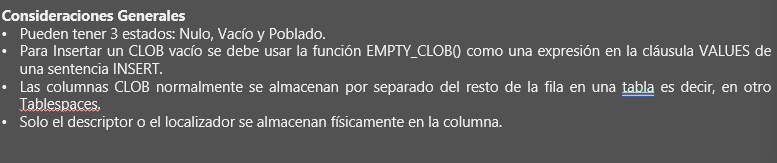 Consideraciones Generales
• Pueden tener 3 estados: Nulo, Vacío y Poblado.
• Para Insertar un CLOB vacío se debe usar la función EMPTY_CLOB() como una expresión en la cláusula VALUES de
una sentencia INSERT.
• Las columnas CLOB normalmente se almacenan por separado del resto de la fila en una tabla es decir, en otro
Tablespaces.
• Solo el descriptor o el localizador se almacenan físicamente en la columna.